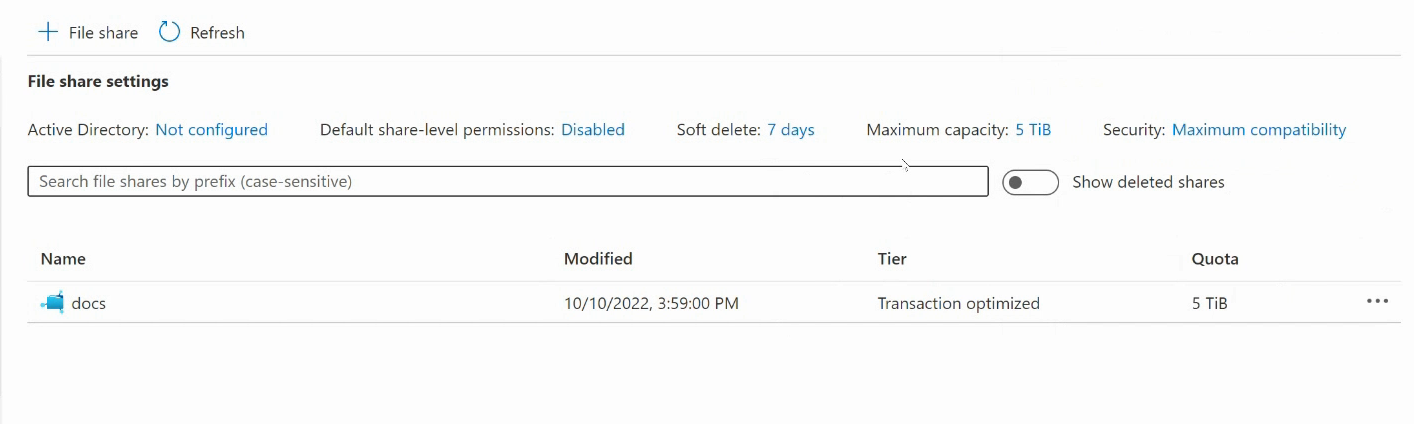 File share Refresh
File share settings
Active Directory: Not configured Default share-level permissions: Disabled Soft delete: 7 days Maximum capacity: 5 TiB Security: Maximum compatibility
Search file shares by prefix (case-sensitive) Show deleted shares
Name Modified Tier Quota
docs 10/10/2022, 3:59:00 PM Transaction optimized 5 TiB